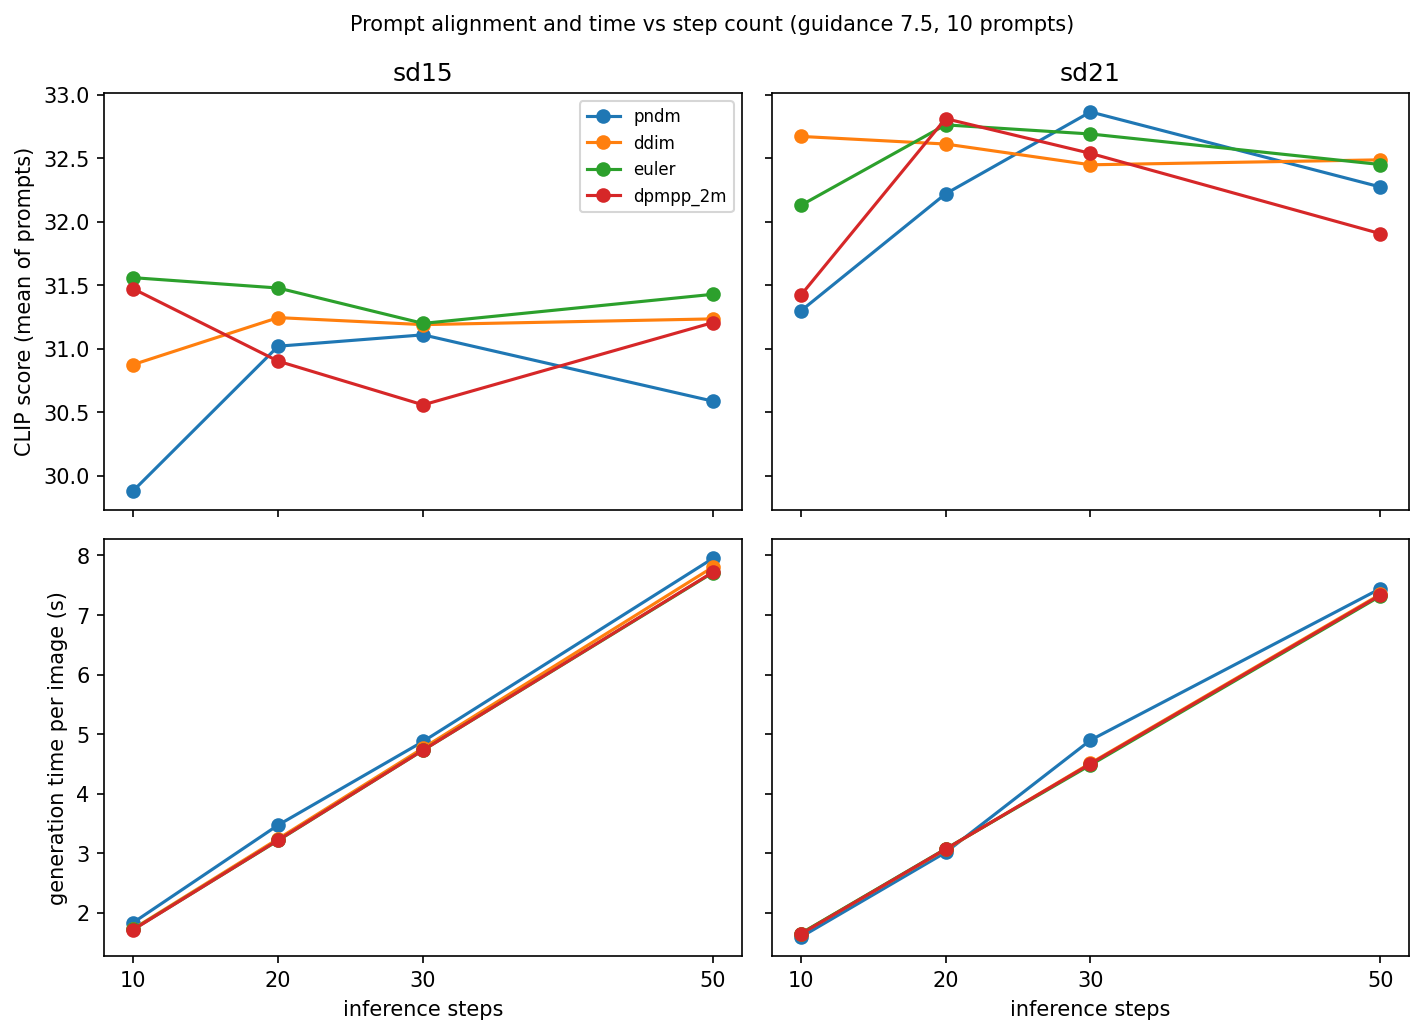 Prompt alignment and time vs step count (guidance 7.5, 10 prompts)
sd15
sd21
CLIP score (mean of prompts)
33.0
32.5
32.0
31.5
31.0
30.5
30.0
pndm
ddim
euler
dpmpp_2m
generation time per image (s)
8
7
6
5
4
3
2
10 20 30 50
10 20 30 50
inference steps
inference steps